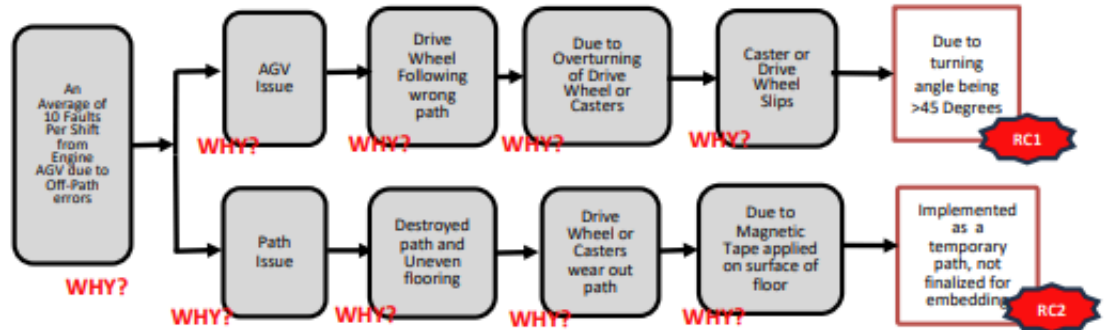 An
Average of
10 Faults
Per Shift
from
Engine
AGV due to
Off-Path
errors
WHY?
AGV
Issue
WHY?
Drive
Wheel
Following
wrong
path
WHY?
Due to
Overturning
of Drive
Wheel or
Casters
WHY?
Caster or
Drive
Wheel
Slips
WHY?
Due to
turning
angle being
>45 Degrees
RC1
Path
Issue
WHY?
Destroyed
path and
Uneven
flooring
WHY?
Drive
Wheel or
Casters
wear out
path
WHY?
Due to
Magnetic
Tape applied
on surface of
floor
WHY?
Implemented
as a
temporary
path, not
finalized for
embedding
RC2